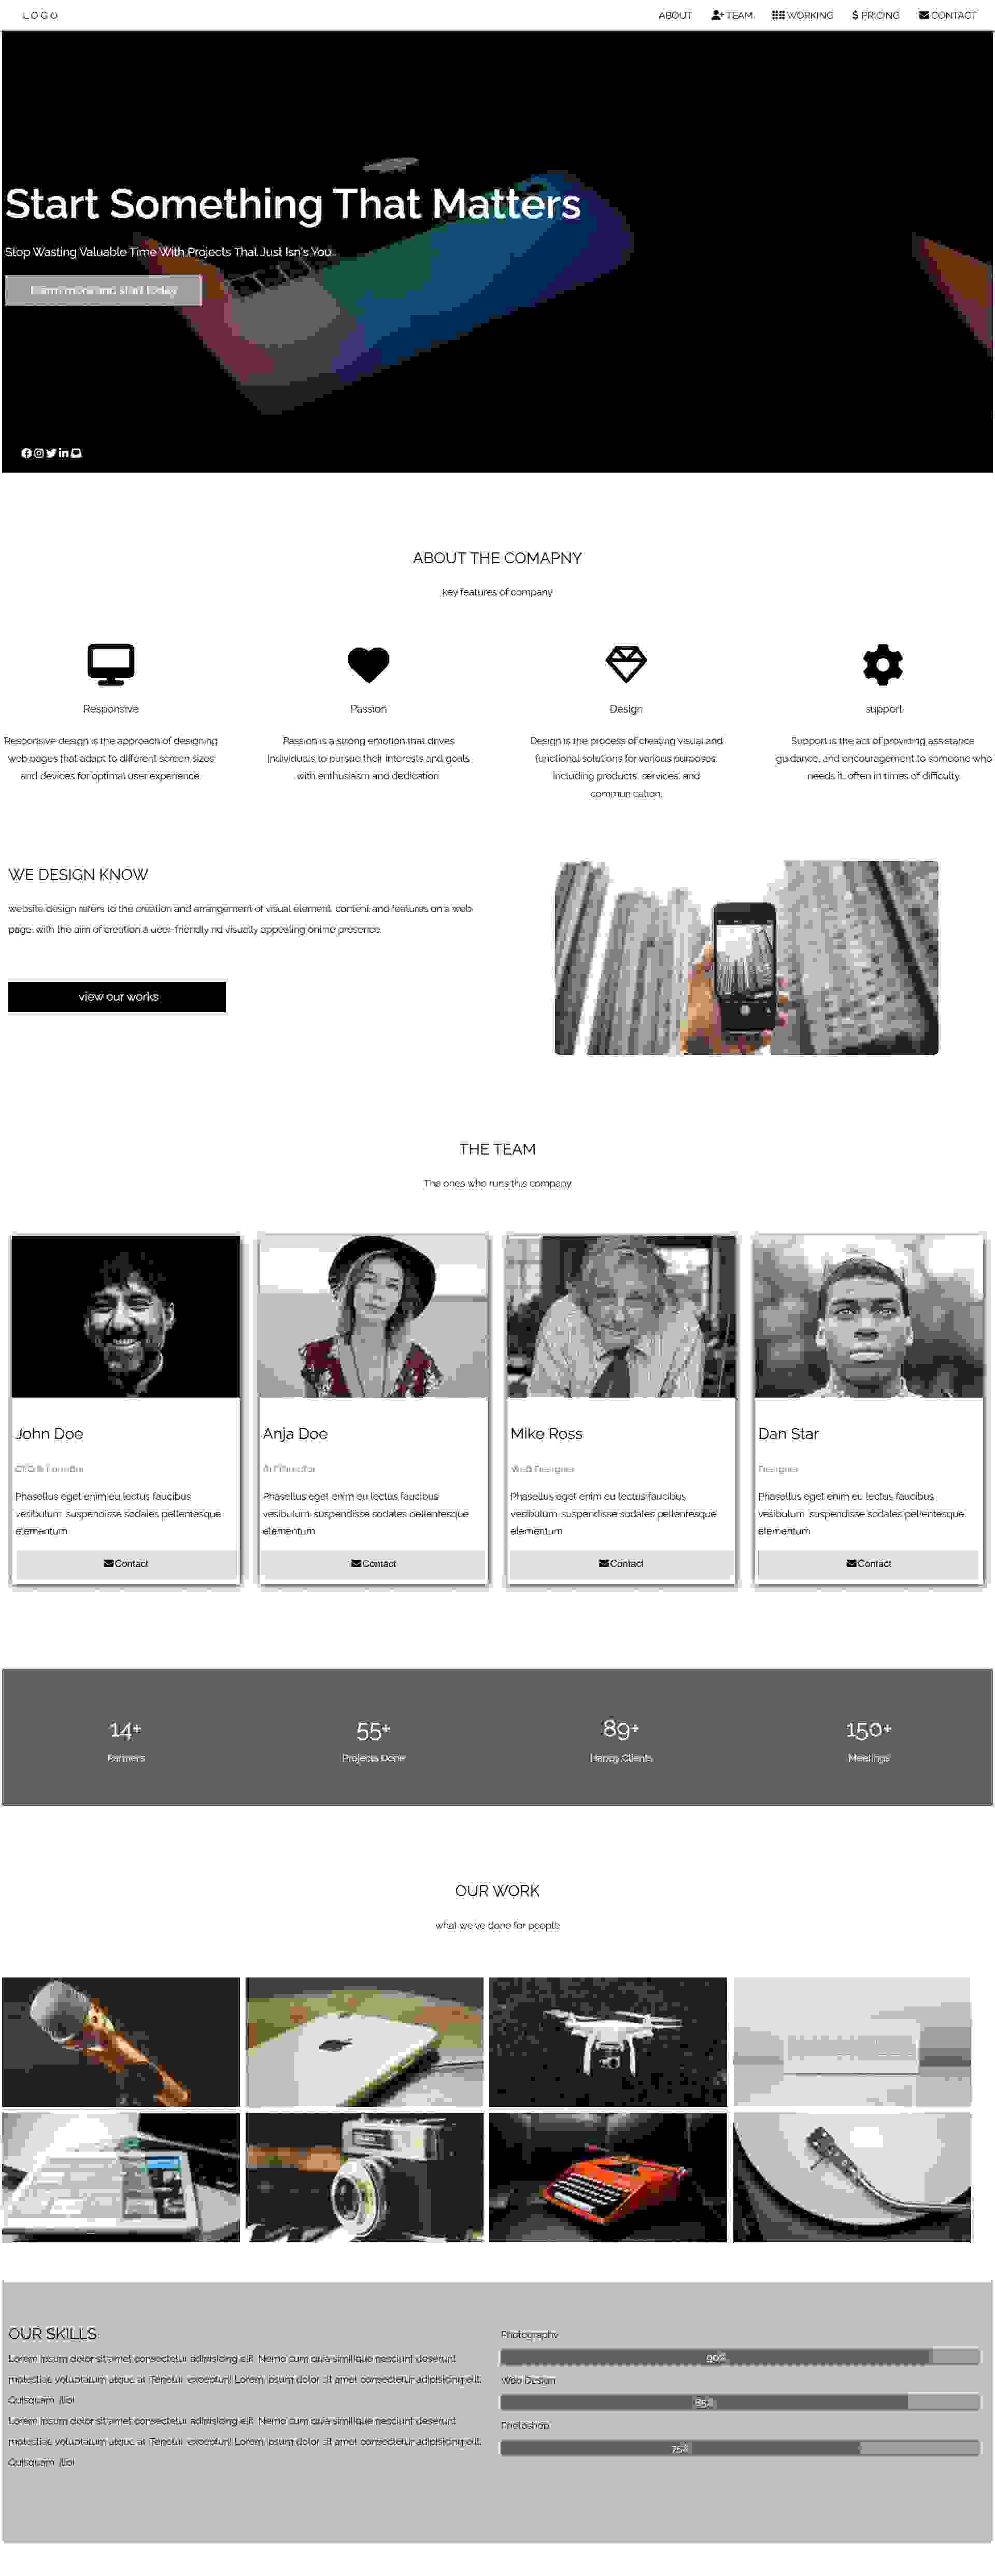 LOGO
ABOUT TEAM WORKING $ PRICING CONTACT
Start Something That Matters
Stop Wasting Valuable Time With Projects That Just Isn's You.
Learn more and start today
ABOUT THE COMAPNY
key features of company
Responsive
Responsive design is the approach of designing
web pages that adapt to different screen sizes
and devices for optimal user experience.
Passion
Passion is a strong emotion that drives
individuals to pursue their interests and goals
with enthusiasm and dedication
Design
Design is the process of creating visual and
functional solutions for various purposes,
including products, services, and
communication.
support
Support is the act of providing assistance
guidance, and encouragement to someone who
needs it, often in times of difficulty.
WE DESIGN KNOW
website design refers to the creation and arrangement of visual element, content and features on a web
page, with the aim of creation a user-friendly nd visually appealing online presence.
view our works
THE TEAM
The ones who runs this company
John Doe
CEO & Founder
Phasellus eget enim eu lectus faucibus
vestibulum, suspendisse sodales pellentesque
elementum
Contact
Anja Doe
Art Director
Phasellus eget enim eu lectus faucibus
vestibulum, suspendisse sodales pellentesque
elementum
Contact
Mike Ross
Web Designer
Phasellus eget enim eu lectus faucibus
vestibulum, suspendisse sodales pellentesque
elementum
Contact
Dan Star
Designer
Phasellus eget enim eu lectus faucibus
vestibulum, suspendisse sodales pellentesque
elementum
Contact
14+
Partners
55+
Projects Done
89+
Happy Clients
150+
Meetings
OUR WORK
what we've done for people
OUR SKILLS
Lorem ipsum dolor sit amet consectetur adipisicing elit. Nemo cum quia similique nesciunt deserunt
molestiae voluptatum atque at. Tenetur, excepturi! Lorem ipsum dolor sit amet consectetur adipisicing elit.
Quisquam,
Lorem ipsum dolor sit amet consectetur adipisicing elit. Nemo cum quia similique nesciunt deserunt
molestiae voluptatum atque at. Tenetur, excepturi! Lorem ipsum dolor sit amet consectetur adipisicing elit.
Quisquam,
Photography
90%
Web Design
85%
Photoshop
75%